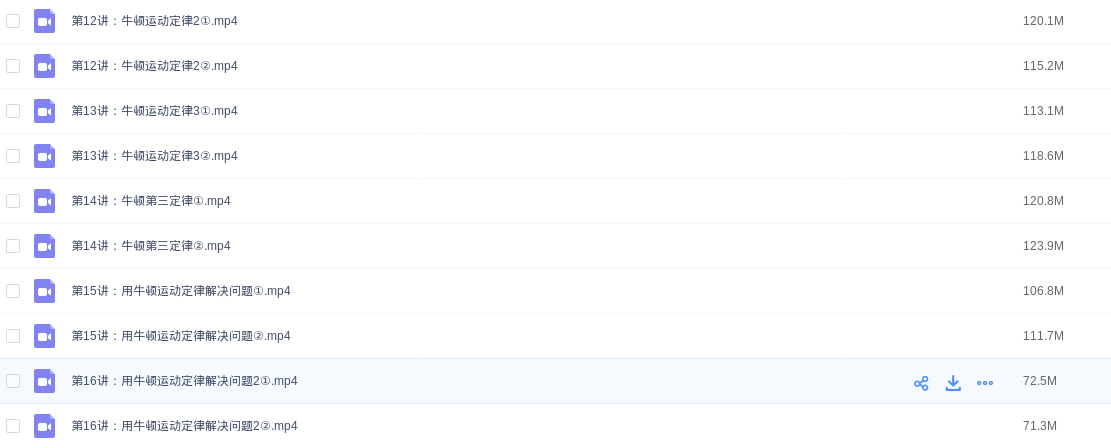 第12讲：牛顿运动定律2①.mp4 120.1M
第12讲：牛顿运动定律2②.mp4 115.2M
第13讲：牛顿运动定律3①.mp4 113.1M
第13讲：牛顿运动定律3②.mp4 118.6M
第14讲：牛顿第三定律①.mp4 120.8M
第14讲：牛顿第三定律②.mp4 123.9M
第15讲：用牛顿运动定律解决问题①.mp4 106.8M
第15讲：用牛顿运动定律解决问题②.mp4 111.7M
第16讲：用牛顿运动定律解决问题2①.mp4 72.5M
第16讲：用牛顿运动定律解决问题2②.mp4 71.3M